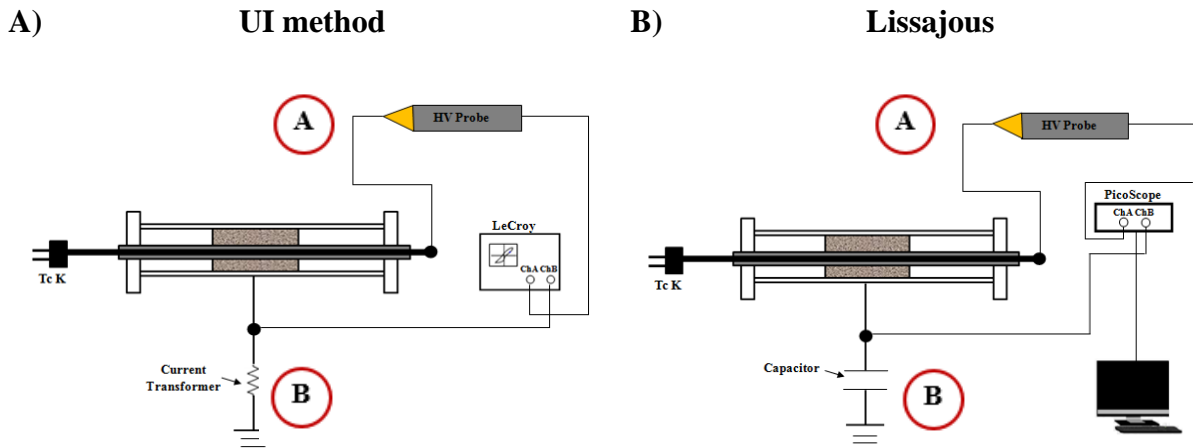 A) UI method
A
HV Probe
LeCroy
ChA ChB
Tc K
Current
Transformer
B
B) Lissajous
A
HV Probe
PicoScope
ChA ChB
Tc K
Capacitor
B